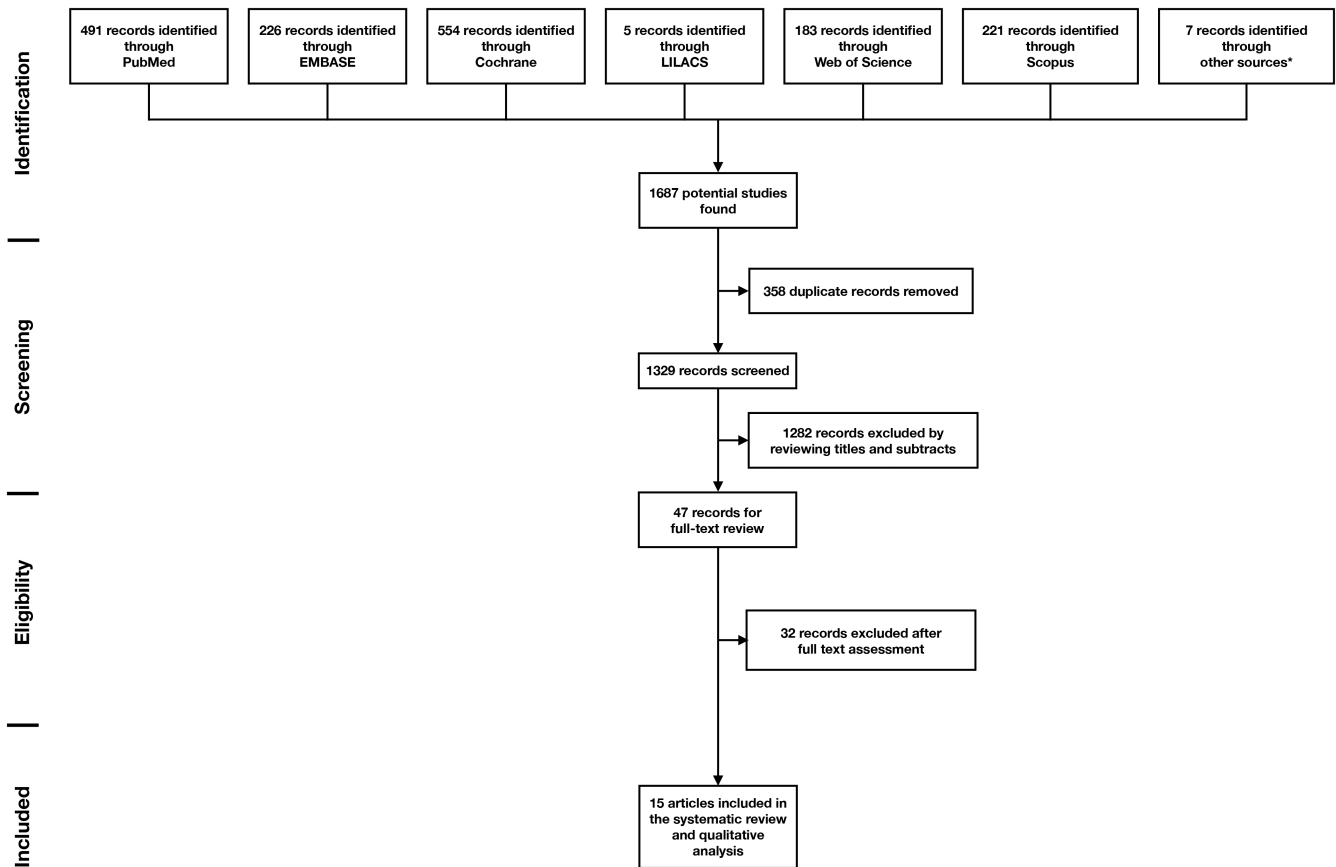 Identification
491 records identified
through
PubMed
226 records identified
through
EMBASE
554 records identified
through
Cochrane
5 records identified
through
LILACS
183 records identified
through
Web of Science
221 records identified
through
Scopus
7 records identified
through
other sources*
1687 potential studies
found
Screening
358 duplicate records removed
1329 records screened
1282 records excluded by
reviewing titles and subtracts
Eligibility
47 records for
full-text review
32 records excluded after
full text assessment
Included
15 articles included in
the systematic review
and qualitative
analysis